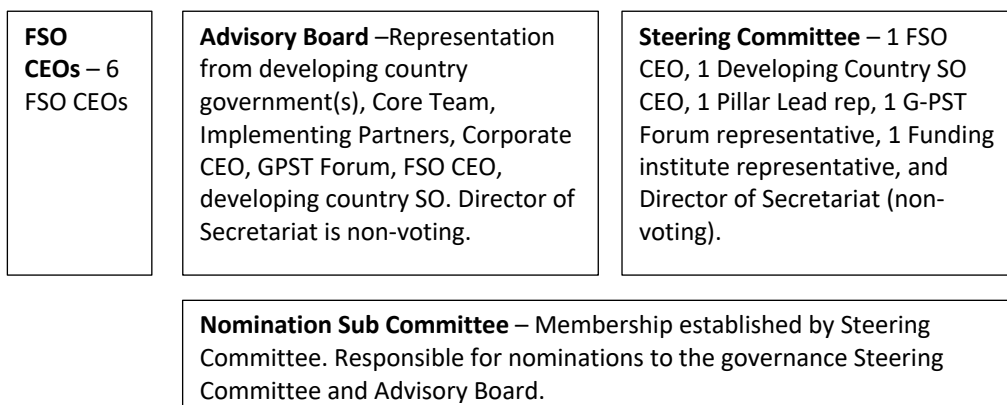 FSO
CEOs – 6
FSO CEOs
Advisory Board –Representation
from developing country
government(s), Core Team,
Implementing Partners, Corporate
CEO, GPST Forum, FSO CEO,
developing country SO. Director of
Secretariat is non-voting.
Steering Committee – 1 FSO
CEO, 1 Developing Country SO
CEO, 1 Pillar Lead rep, 1 G-PST
Forum representative, 1 Funding
institute representative, and
Director of Secretariat (non-
voting).
Nomination Sub Committee – Membership established by Steering
Committee. Responsible for nominations to the governance Steering
Committee and Advisory Board.